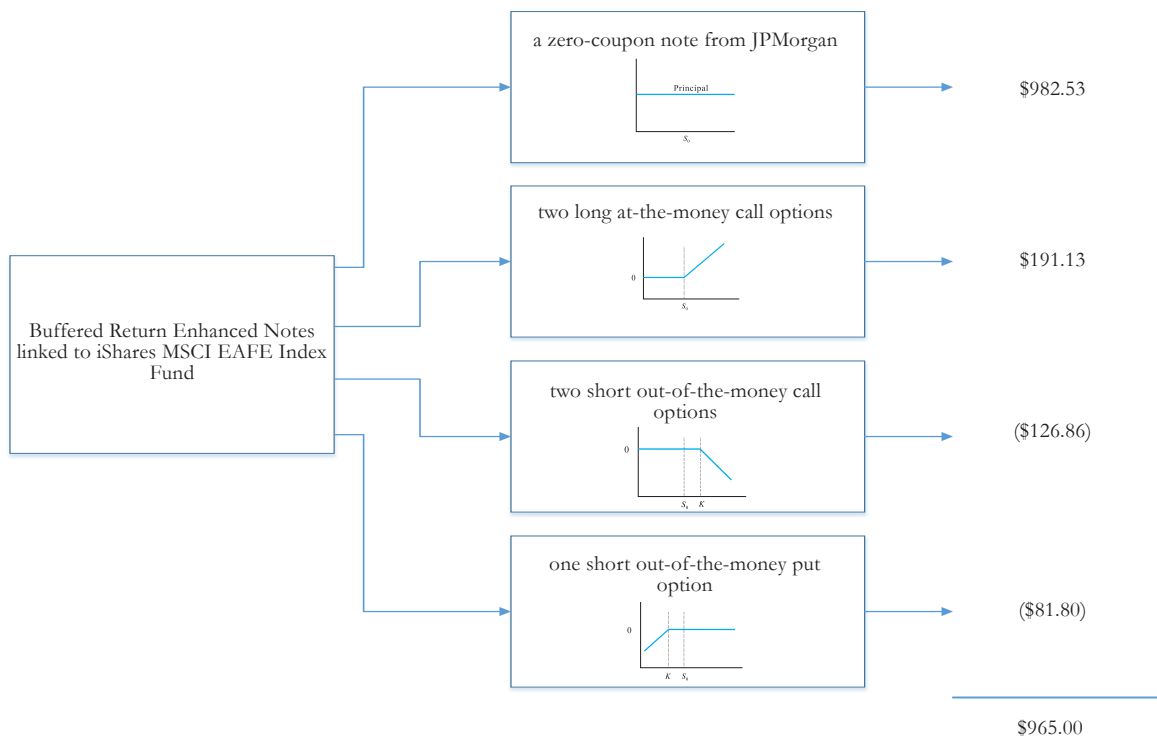 a zero-coupon note from JPMorgan
Principal
S₀
$982.53
two long at-the-money call options
0
S₀
$191.13
Buffered Return Enhanced Notes
linked to iShares MSCI EAFE Index
Fund
two short out-of-the-money call
options
0
S₀ K
($126.86)
one short out-of-the-money put
option
0
K S₀
($81.80)
$965.00